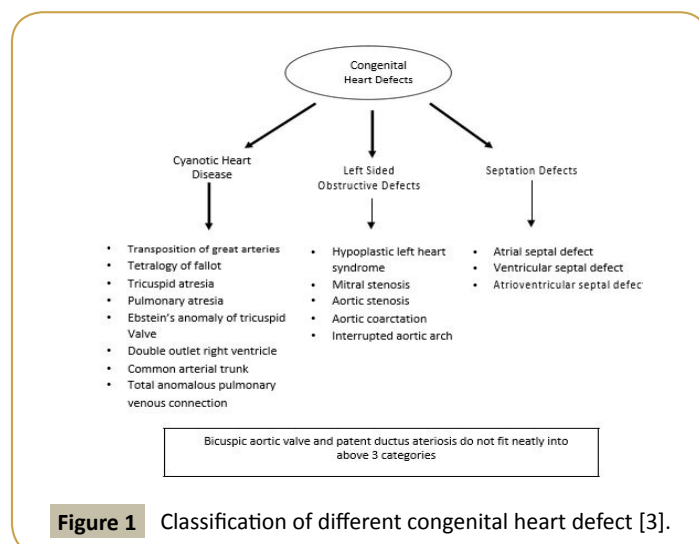 Congenital
Heart Defects
Cyanotic Heart
Disease
Left Sided
Obstructive Defects
Septation Defects
• Transposition of great arteries
• Tetralogy of fallot
• Tricuspid atresia
• Pulmonary atresia
• Ebstein's anomaly of tricuspid
Valve
• Double outlet right ventricle
• Common arterial trunk
• Total anomalous pulmonary
venous connection
• Hypoplastic left heart
syndrome
• Mitral stenosis
• Aortic stenosis
• Aortic coarctation
• Interrupted aortic arch
• Atrial septal defect
• Ventricular septal defect
• Atrioventricular septal defect
Bicuspic aortic valve and patent ductus ateriosis do not fit neatly into
above 3 categories
Figure 1 Classification of different congenital heart defect [3].